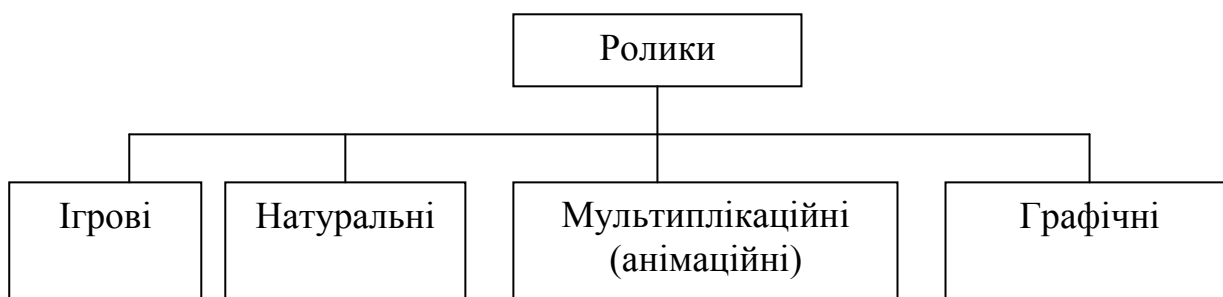 Ролики
Ігрові
Натуральні
Мультиплікаційні
(анімаційні)
Графічні